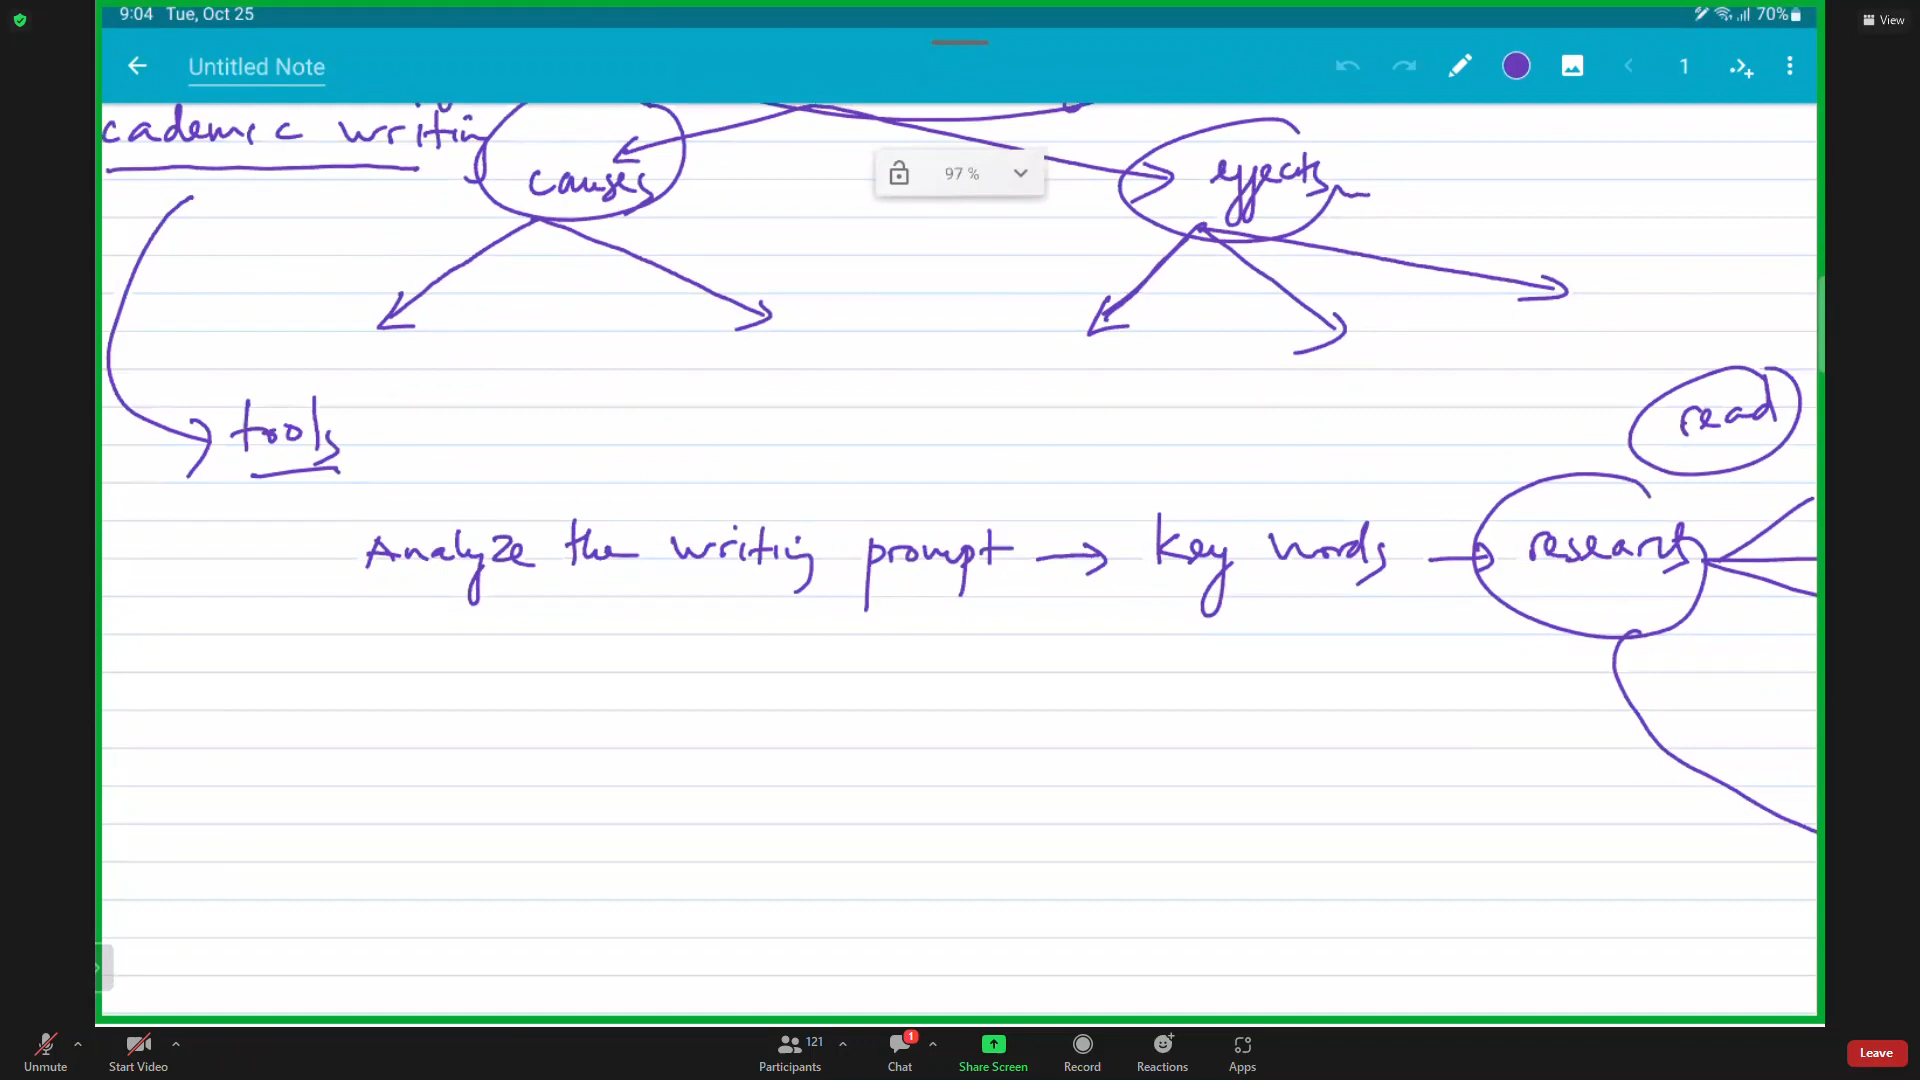 9:04 Tue, Oct 25
70%
View
Untitled Note
1
cademic writing
causes
97 %
effects
tools
read
Analyze the writing prompt → key words → research
Unmute
Start Video
Participants 121
Chat 1
Share Screen
Record
Reactions
Apps
Leave